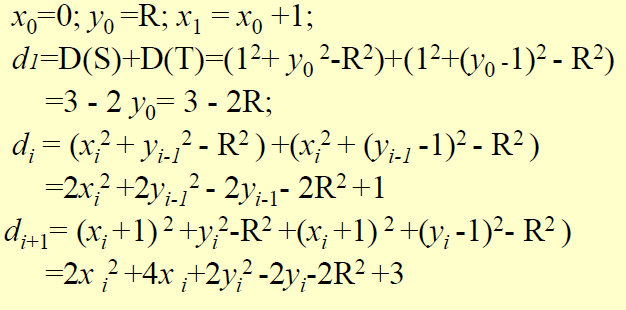 x₀=0; y₀ =R; x₁ = x₀ +1;
d₁=D(S)+D(T)=(1²+ y₀ ²-R²)+(1²+(y₀ -1)² - R²)
=3 - 2 y₀= 3 - 2R;
dᵢ = (xᵢ² + yᵢ₋₁² - R² )+(xᵢ² + (yᵢ₋₁ -1)² - R² )
=2xᵢ² +2yᵢ₋₁² - 2yᵢ₋₁- 2R² +1
dᵢ₊₁= (xᵢ +1) ² +yᵢ²-R² +(xᵢ +1) ² +(yᵢ -1)²- R² )
=2x ᵢ² +4x ᵢ+2yᵢ² -2yᵢ-2R² +3